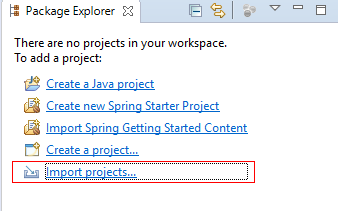 Package Explorer
There are no projects in your workspace.
To add a project:
Create a Java project
Create new Spring Starter Project
Import Spring Getting Started Content
Create a project...
Import projects...